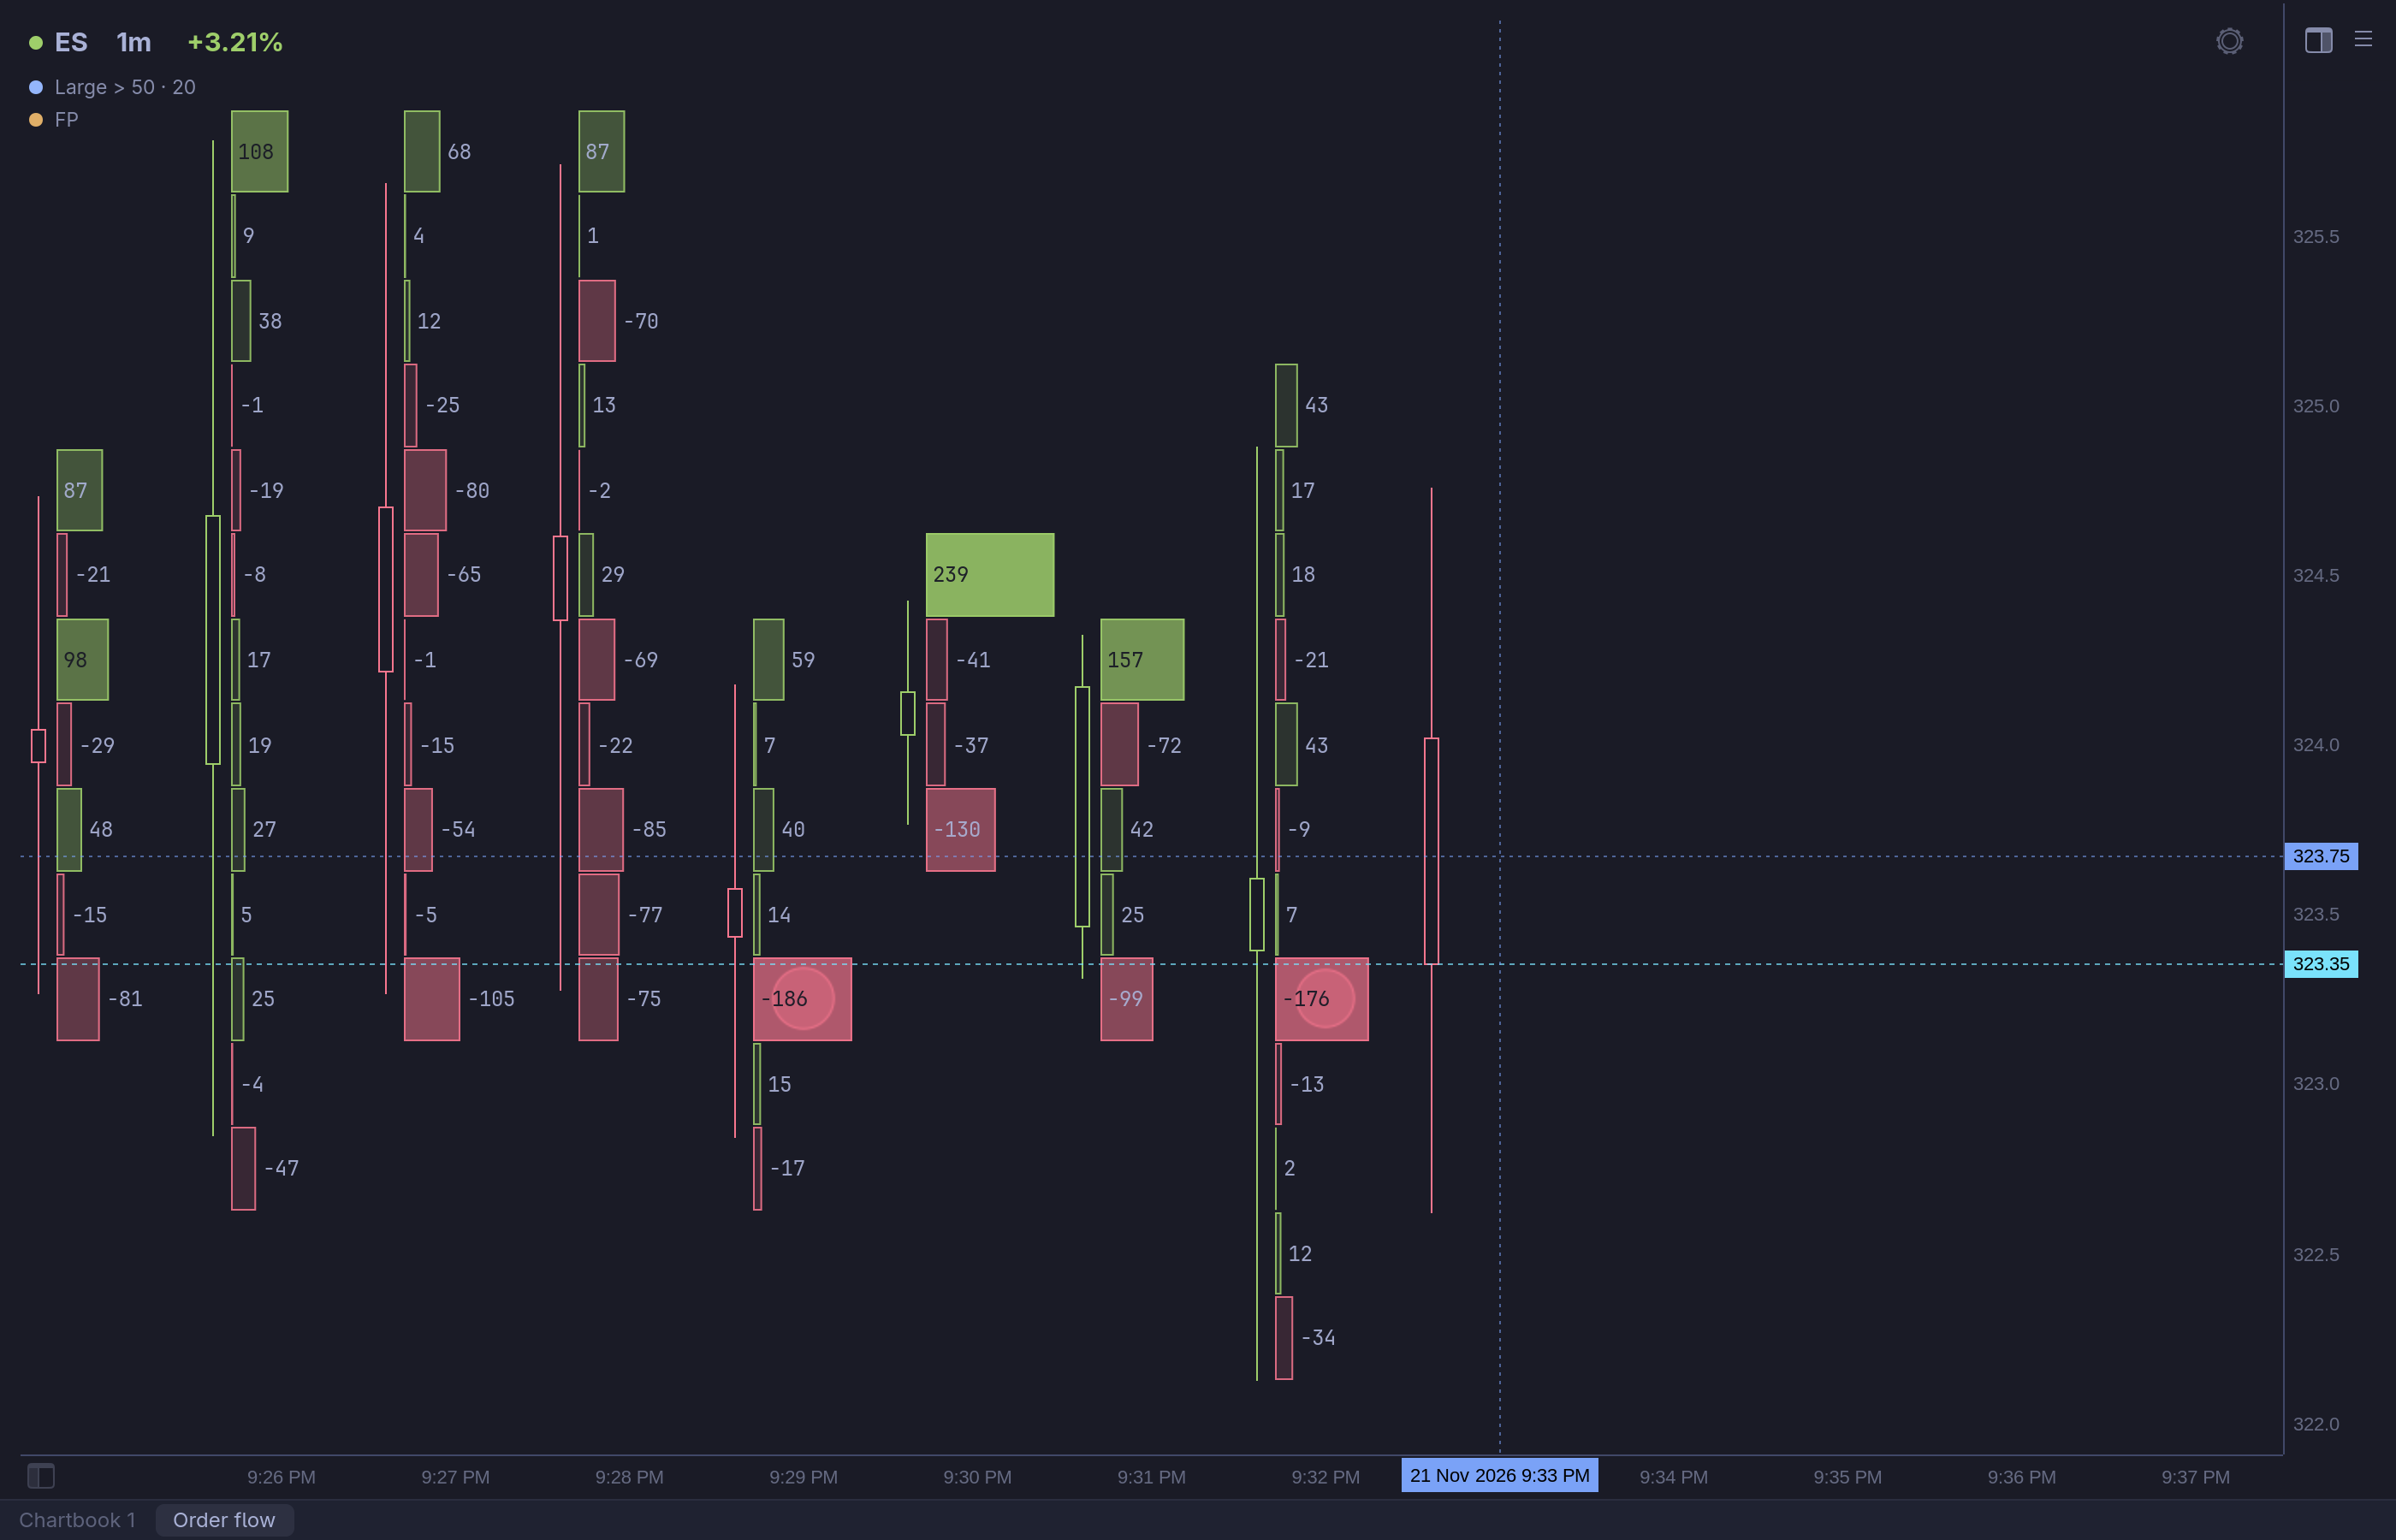 ES 1m +3.21%
Large > 50 · 20
FP
108 68 87
9 4 1 325.5
38 12 -70
-1 -25 13 43 325.0
87 -19 -80 -2 17
-21 -8 -65 29 239 18 324.5
98 17 -1 -69 59 -41 157 -21
-29 19 -15 -22 7 -37 -72 43 324.0
48 27 -54 -85 40 -130 42 -9
323.75
-15 5 -5 -77 14 25 7 323.5
323.35
-81 25 -105 -75 -186 -99 -176
-4 15 -13 323.0
-47 -17 2
12 322.5
-34
322.0
9:26 PM 9:27 PM 9:28 PM 9:29 PM 9:30 PM 9:31 PM 9:32 PM 21 Nov 2026 9:33 PM 9:34 PM 9:35 PM 9:36 PM 9:37 PM
Chartbook 1 Order flow